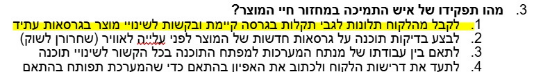 3. מהו תפקידו של איש התמיכה במחזור חיי המוצר?
1. לקבל מהלקוח תלונות לגבי תקלות בגרסה קיימת ובקשות לשינויי מוצר בגרסאות עתיד
2. לבצע בדיקות תוכנה על גרסאות חדשות של המוצר לפני עלייה לאוויר (שחרורן לשוק)
3. לתאם בין עבודתו של מנתח המערכות למפתח התוכנה בכל הקשור לשינויי תוכנה
4. לתעד את דרישות הלקוח ולכתוב את האפיון בהתאם כדי שהמערכת תפותח בהתאם